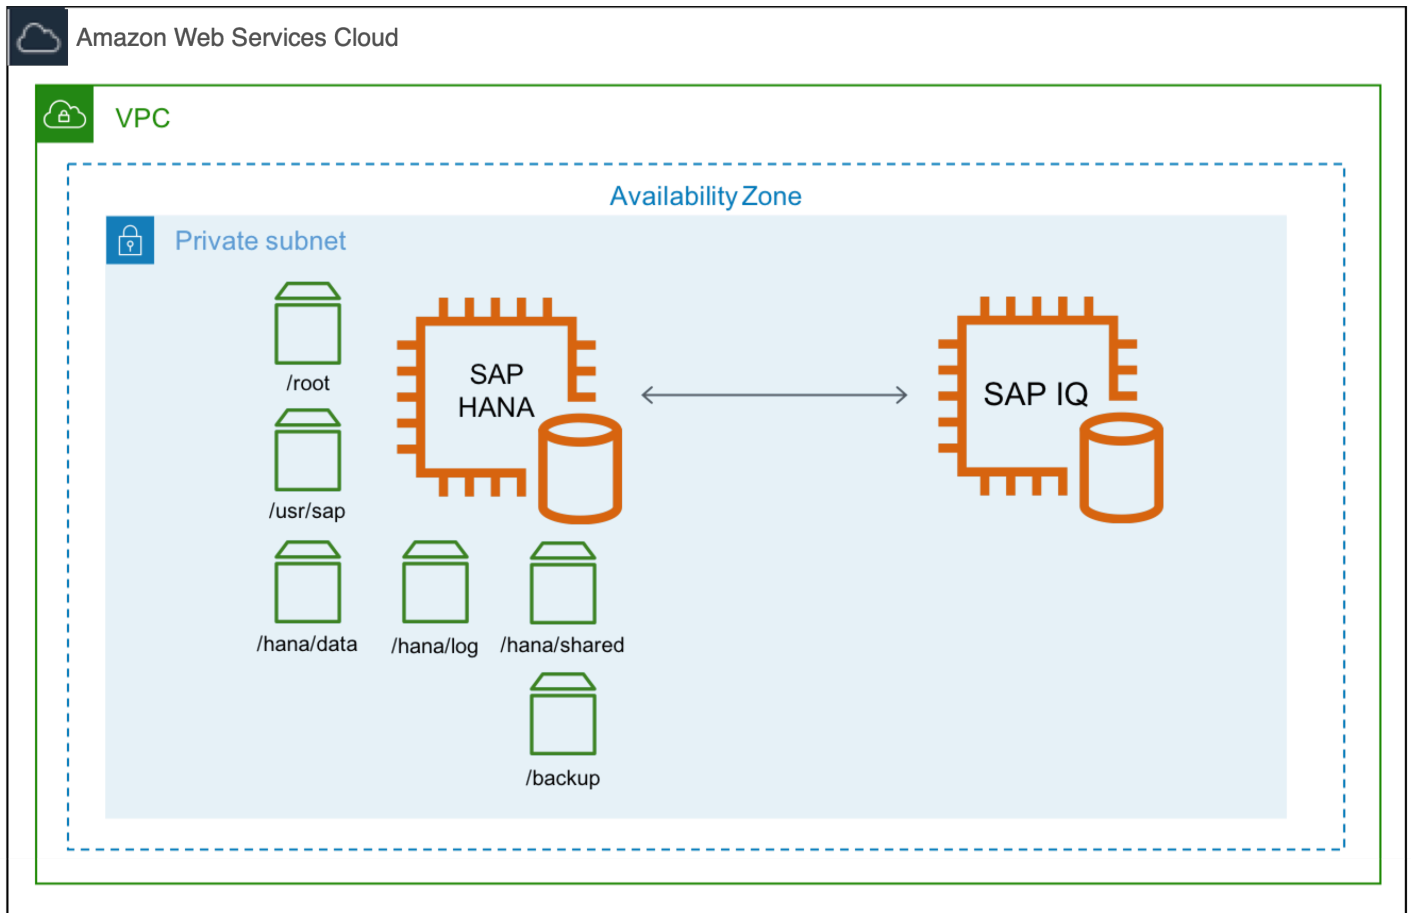 Amazon Web Services Cloud
VPC
Availability Zone
Private subnet
/root
SAP
HANA
SAP IQ
/usr/sap
/hana/data
/hana/log
/hana/shared
/backup